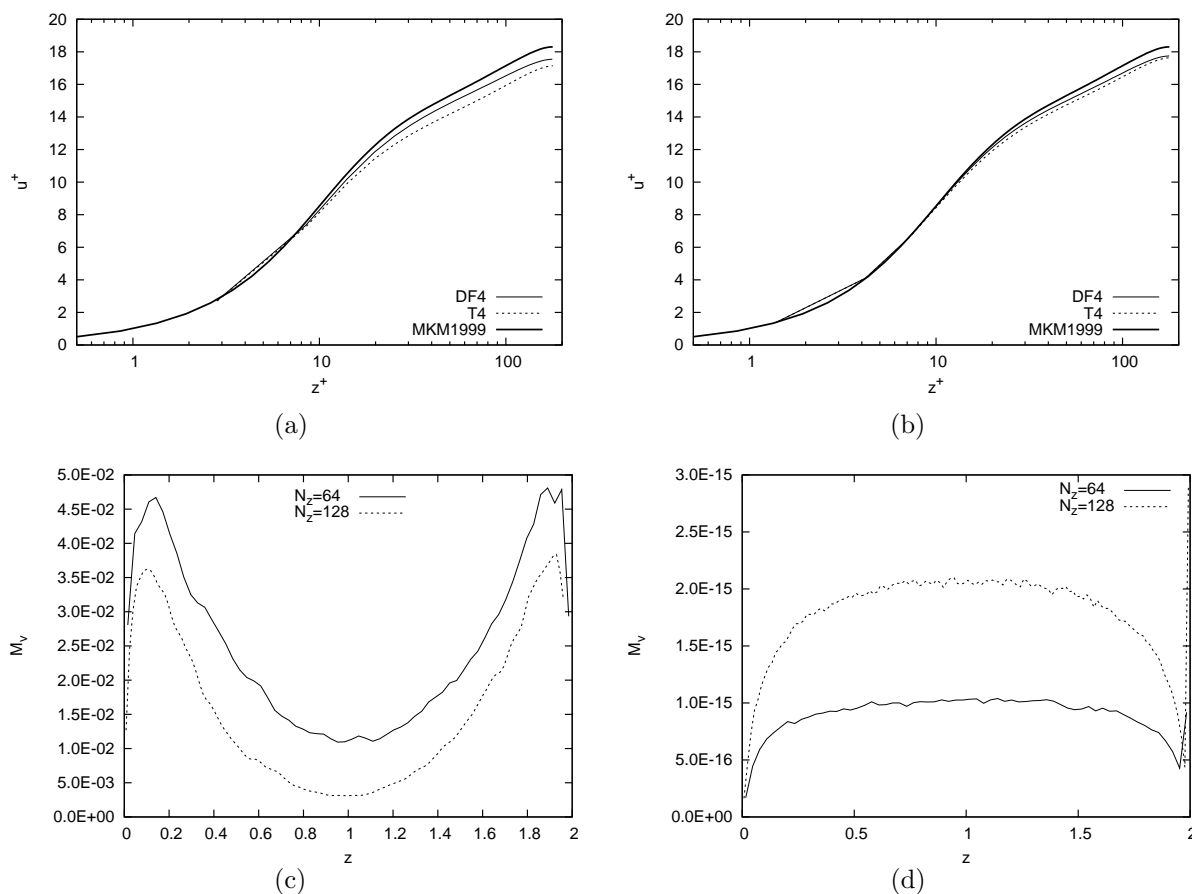 20
18
16
14
12
10
8
6
4
2
0
u+
1 10 100
z+
DF4
T4
MKM1999
(a)
20
18
16
14
12
10
8
6
4
2
0
u+
1 10 100
z+
DF4
T4
MKM1999
(b)
5.0E-02
4.5E-02
4.0E-02
3.5E-02
3.0E-02
2.5E-02
2.0E-02
1.5E-02
1.0E-02
5.0E-03
0.0E+00
Mv
0 0.2 0.4 0.6 0.8 1 1.2 1.4 1.6 1.8 2
z
Nz=64
Nz=128
(c)
3.0E-15
2.5E-15
2.0E-15
1.5E-15
1.0E-15
5.0E-16
0.0E+00
Mv
0 0.5 1 1.5 2
z
Nz=64
Nz=128
(d)